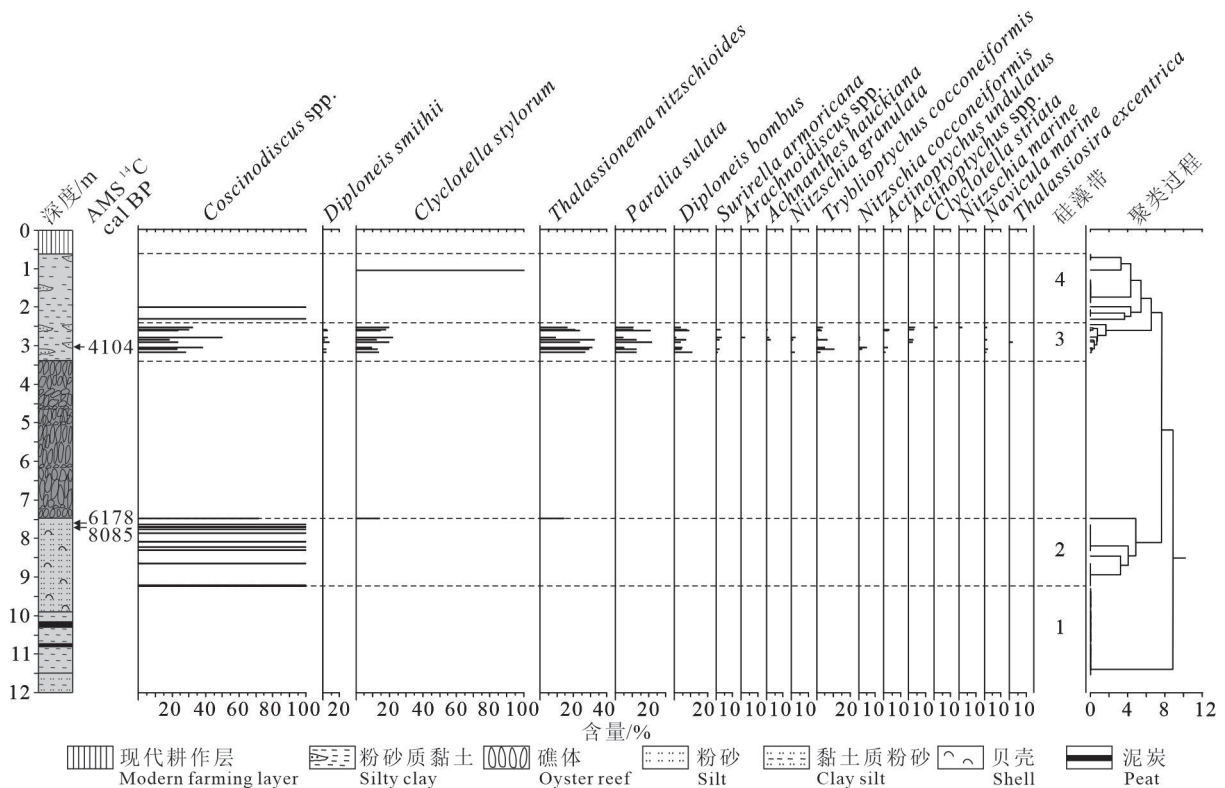 深度/m
AMS ¹⁴C
cal BP
Coscinodiscus spp.
Diploneis smithii
Clyclotella stylorum
Thalassionema nitzschioides
Paralia sulata
Diploneis bombus
Surirella armoricana
Arachnoidiscus spp.
Achnanthes hauckiana
Nitzschia granulata
Tryblioptychus cocconeiformis
Nitzschia cocconeiformis
Actinoptychus undulatus
Actinoptychus spp.
Clyclotella striata
Nitzschia marine
Navicula marine
Thalassiosira excentrica
硅藻带
聚类过程
0
1
2
3
4
5
6
7
8
9
10
11
12
4104
6178
8085
4
3
2
1
20 40 60 80 100 20 20 40 60 80 100 20 40 20 20 10 10 10 10 20 10 10 10 10 10 10 10 0 4 8 12
含量/%
现代耕作层 粉砂质黏土 礁体 粉砂 黏土质粉砂 贝壳 泥炭
Modern farming layer Silty clay Oyster reef Silt Clay silt Shell Peat